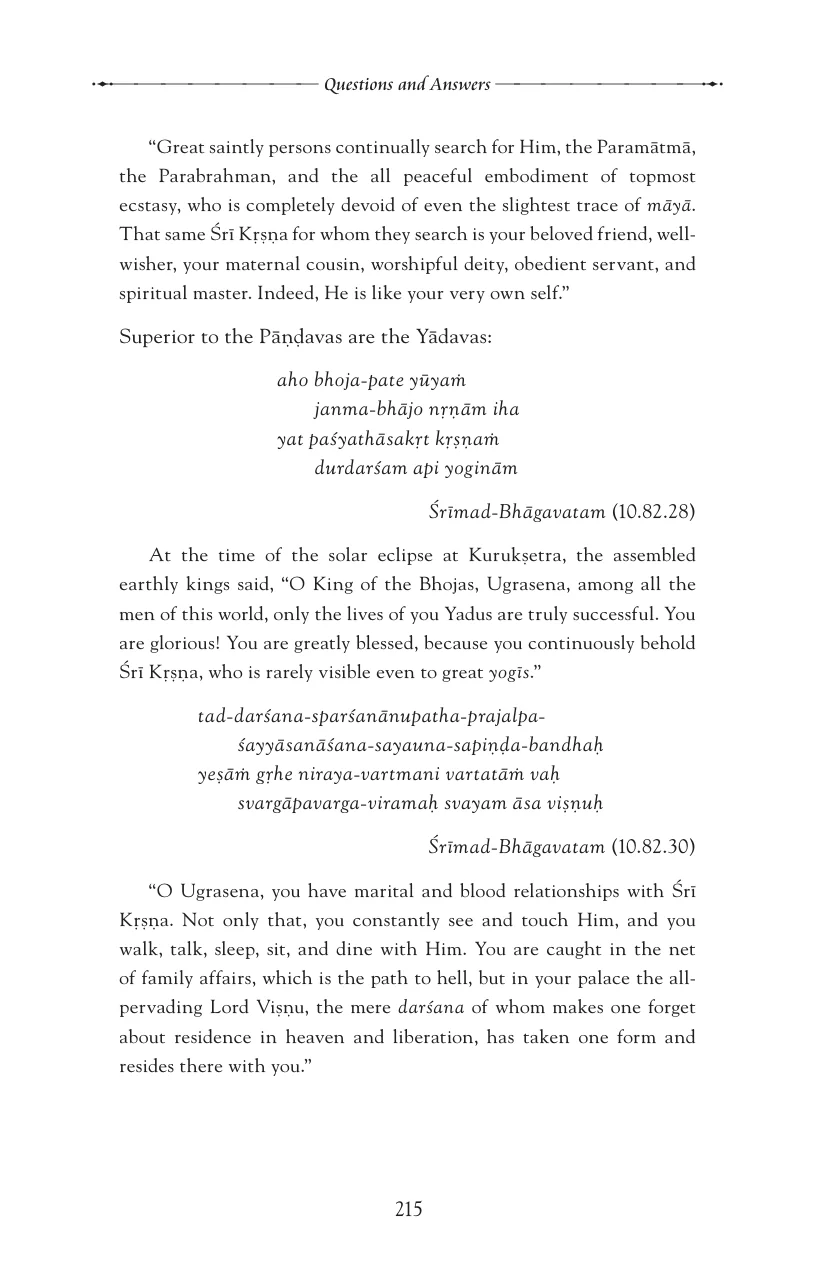 Questions and Answers
“Great saintly persons continually search for Him, the Paramātmā,
the Parabrahman, and the all peaceful embodiment of topmost
ecstasy, who is completely devoid of even the slightest trace of māyā.
That same Śrī Kṛṣṇa for whom they search is your beloved friend, well-
wisher, your maternal cousin, worshipful deity, obedient servant, and
spiritual master. Indeed, He is like your very own self.”
Superior to the Pāṇḍavas are the Yādavas:
aho bhoja-pate yūyaṁ
janma-bhājo nṛṇām iha
yat paśyathāsakṛt kṛṣṇaṁ
durdarśam api yoginām
Śrīmad-Bhāgavatam (10.82.28)
At the time of the solar eclipse at Kurukṣetra, the assembled
earthly kings said, “O King of the Bhojas, Ugrasena, among all the
men of this world, only the lives of you Yadus are truly successful. You
are glorious! You are greatly blessed, because you continuously behold
Śrī Kṛṣṇa, who is rarely visible even to great yogīs.”
tad-darśana-sparśanānupatha-prajalpa-
śayyāsanāśana-sayauna-sapiṇḍa-bandhaḥ
yeṣāṁ gṛhe niraya-vartmani vartatāṁ vaḥ
svargāpavarga-viramaḥ svayam āsa viṣṇuḥ
Śrīmad-Bhāgavatam (10.82.30)
“O Ugrasena, you have marital and blood relationships with Śrī
Kṛṣṇa. Not only that, you constantly see and touch Him, and you
walk, talk, sleep, sit, and dine with Him. You are caught in the net
of family affairs, which is the path to hell, but in your palace the all-
pervading Lord Viṣṇu, the mere darśana of whom makes one forget
about residence in heaven and liberation, has taken one form and
resides there with you.”
215